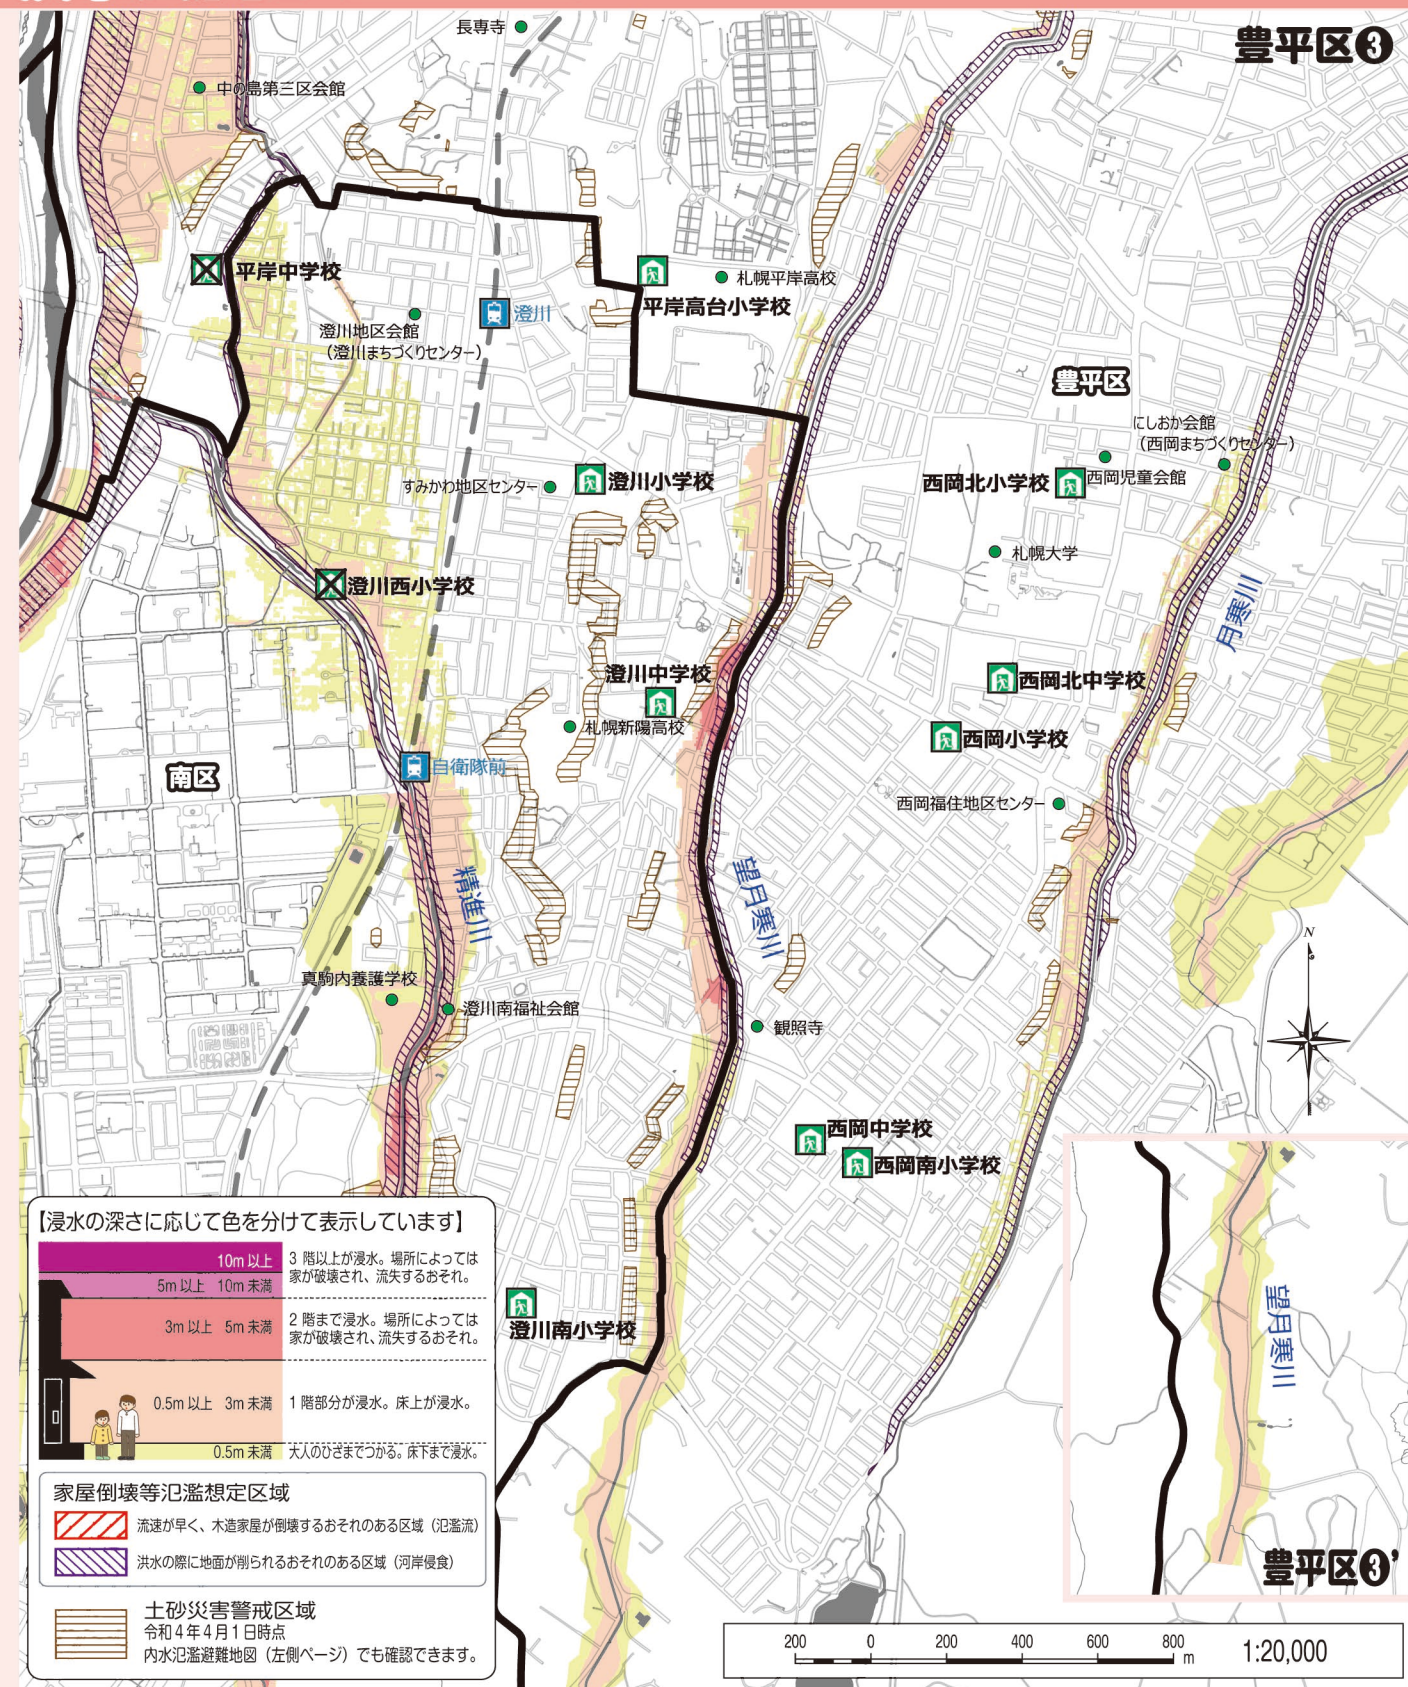 豊平区❸
長専寺
中の島第三区会館
平岸中学校
札幌平岸高校
平岸高台小学校
澄川
澄川地区会館
（澄川まちづくりセンター）
豊平区
にしおか会館
（西岡まちづくりセンター）
すみかわ地区センター
澄川小学校
西岡北小学校
西岡児童会館
札幌大学
澄川西小学校
月寒川
澄川中学校
札幌新陽高校
西岡北中学校
西岡小学校
南区
自衛隊前
西岡福住地区センター
精進川
望月寒川
N
真駒内養護学校
澄川南福祉会館
観照寺
西岡中学校
西岡南小学校
澄川南小学校
【浸水の深さに応じて色を分けて表示しています】
10m 以上
3 階以上が浸水。場所によっては
家が破壊され、流失するおそれ。
5m 以上 10m 未満
3m 以上 5m 未満
2 階まで浸水。場所によっては
家が破壊され、流失するおそれ。
0.5m 以上 3m 未満
1 階部分が浸水。床上が浸水。
0.5m 未満
大人のひざまでつかる。床下まで浸水。
家屋倒壊等氾濫想定区域
流速が早く、木造家屋が倒壊するおそれのある区域（氾濫流）
洪水の際に地面が削られるおそれのある区域（河岸侵食）
土砂災害警戒区域
令和４年４月１日時点
内水氾濫避難地図（左側ページ）でも確認できます。
望月寒川
豊平区❸’
200 0 200 400 600 800 m
1:20,000